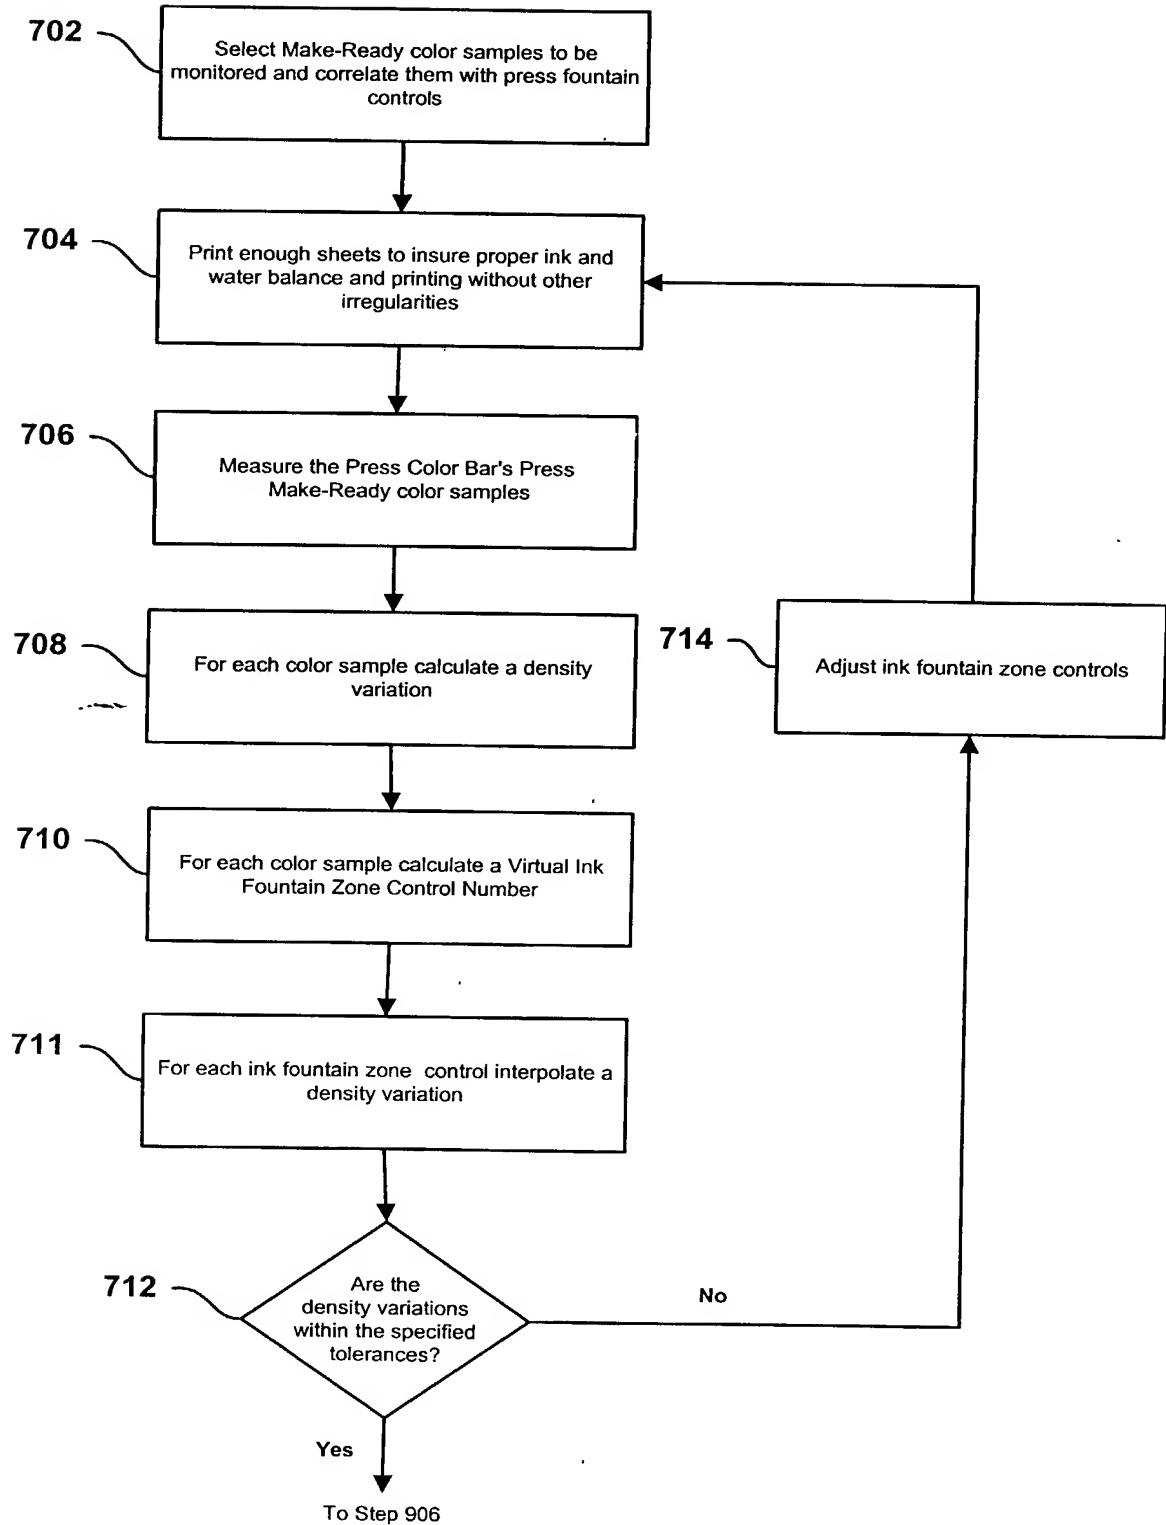 702
Select Make-Ready color samples to be
monitored and correlate them with press fountain
controls
704
Print enough sheets to insure proper ink and
water balance and printing without other
irregularities
706
Measure the Press Color Bar's Press
Make-Ready color samples
708
For each color sample calculate a density
variation
714
Adjust ink fountain zone controls
710
For each color sample calculate a Virtual Ink
Fountain Zone Control Number
711
For each ink fountain zone control interpolate a
density variation
712
Are the
density variations
within the specified
tolerances?
No
Yes
To Step 906